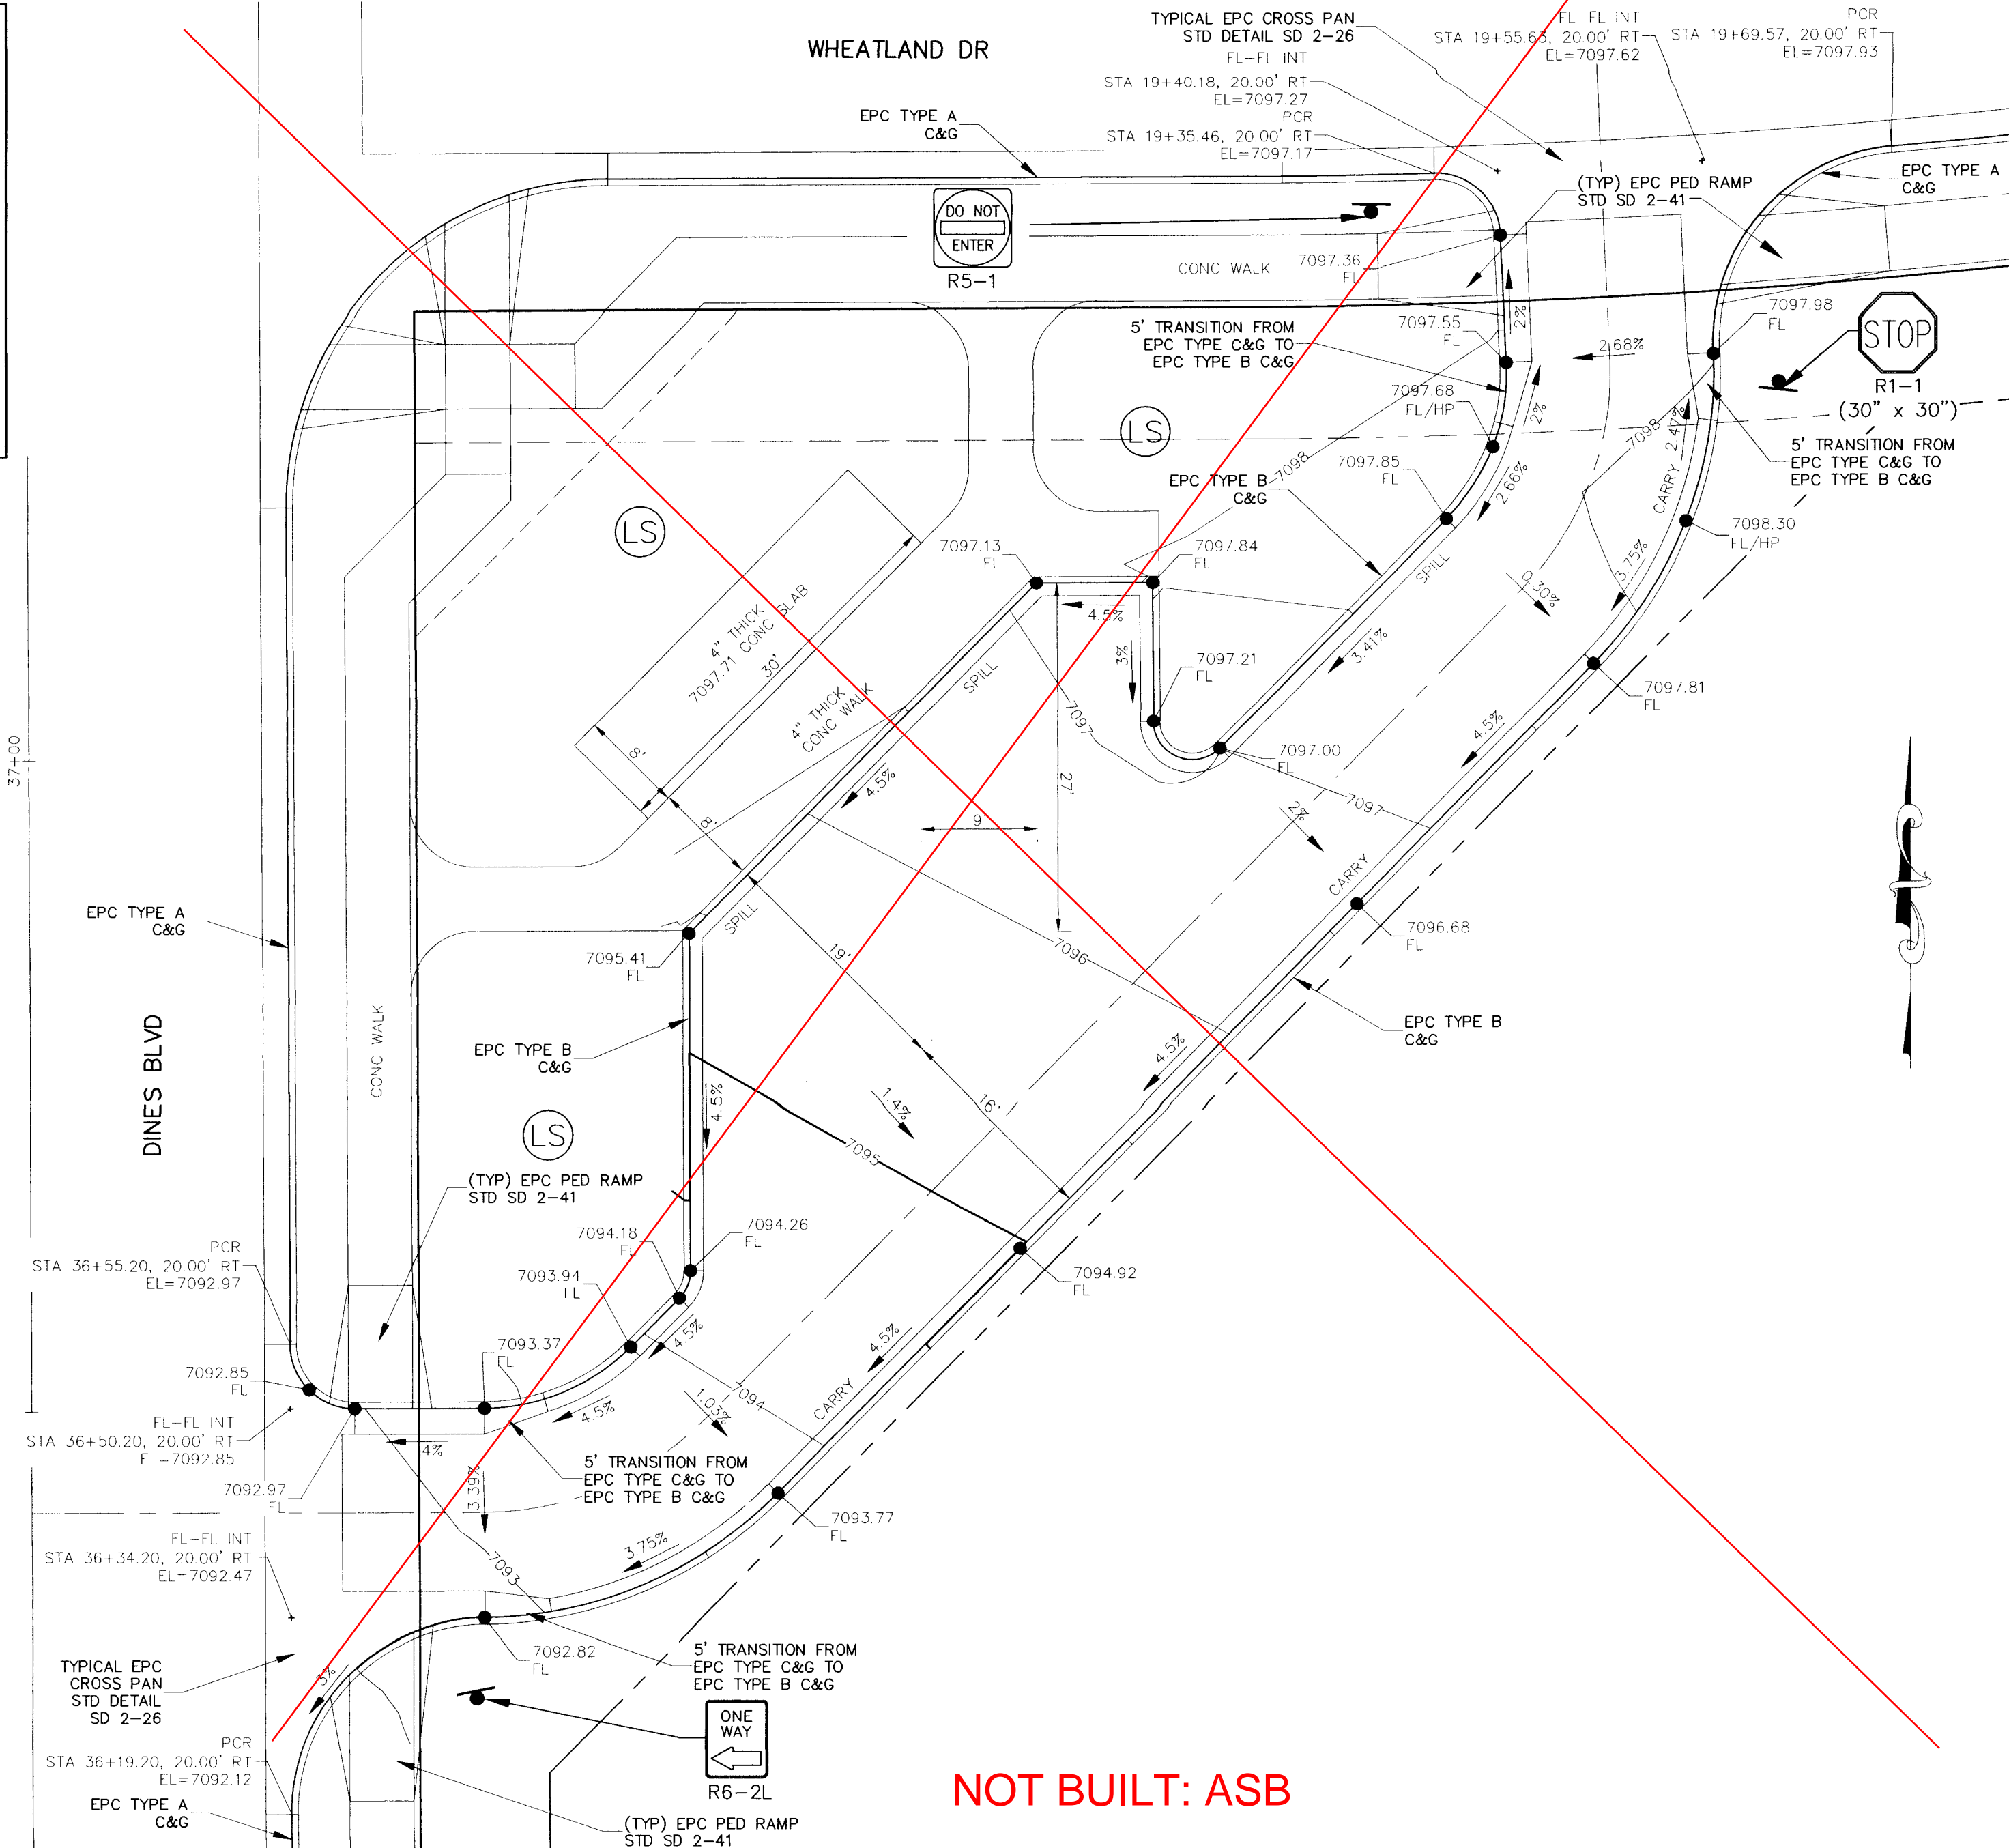 WHEATLAND DR
TYPICAL EPC CROSS PAN
STD DETAIL SD 2-26
FL-FL INT
STA 19+40.18, 20.00' RT
EL=7097.27
PCR
STA 19+35.46, 20.00' RT
EL=7097.17
FL-FL INT
STA 19+55.63, 20.00' RT
EL=7097.62
PCR
STA 19+69.57, 20.00' RT
EL=7097.93
EPC TYPE A
C&G
EPC TYPE A
C&G
(TYP) EPC PED RAMP
STD SD 2-41
DO NOT
ENTER
R5-1
CONC WALK
7097.36
FL
7097.55
FL
5' TRANSITION FROM
EPC TYPE C&G TO
EPC TYPE B C&G
2%
2.68%
7097.98
FL
STOP
R1-1
(30" x 30")
5' TRANSITION FROM
EPC TYPE C&G TO
EPC TYPE B C&G
7097.68
FL/HP
2%
LS
7098
7098
CARRY 2.47%
7097.85
FL
EPC TYPE B
C&G
2.66%
7098.30
FL/HP
LS
7097.13
FL
7097.84
FL
SPILL
0.30%
3.75%
4" THICK
7097.71 CONC SLAB
30'
4.5%
3%
3.41%
7097.21
FL
7097.81
FL
SPILL
4" THICK
CONC WALK
7097
37+00
8'
8'
4.5%
27'
9
7097.00
FL
7097
2%
4.5%
CARRY
EPC TYPE A
C&G
SPILL
7095.41
FL
19'
7096
7096.68
FL
CONC WALK
DINES BLVD
EPC TYPE B
C&G
EPC TYPE B
C&G
4.5%
1.4%
16'
4.5%
LS
7095
(TYP) EPC PED RAMP
STD SD 2-41
7094.18
FL
7094.26
FL
PCR
STA 36+55.20, 20.00' RT
EL=7092.97
7093.94
FL
7094.92
FL
4.5%
4.5%
7093.37
FL
7092.85
FL
7094
1.03%
CARRY
FL-FL INT
STA 36+50.20, 20.00' RT
EL=7092.85
4%
4.5%
5' TRANSITION FROM
EPC TYPE C&G TO
EPC TYPE B C&G
7092.97
FL
3.39%
7093.77
FL
FL-FL INT
STA 36+34.20, 20.00' RT
EL=7092.47
7093
3.75%
7092.82
FL
5' TRANSITION FROM
EPC TYPE C&G TO
EPC TYPE B C&G
TYPICAL EPC
CROSS PAN
STD DETAIL
SD 2-26
3%
ONE
WAY
R6-2L
PCR
STA 36+19.20, 20.00' RT
EL=7092.12
EPC TYPE A
C&G
(TYP) EPC PED RAMP
STD SD 2-41
NOT BUILT: ASB